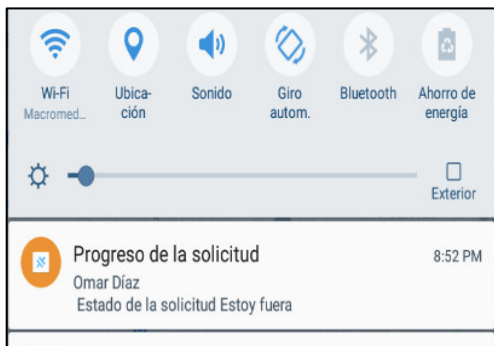 Wi-Fi
Macromed...
Ubica-
ción
Sonido
Giro
autom.
Bluetooth
Ahorro de
energía
Exterior
Progreso de la solicitud
8:52 PM
Omar Díaz
Estado de la solicitud Estoy fuera